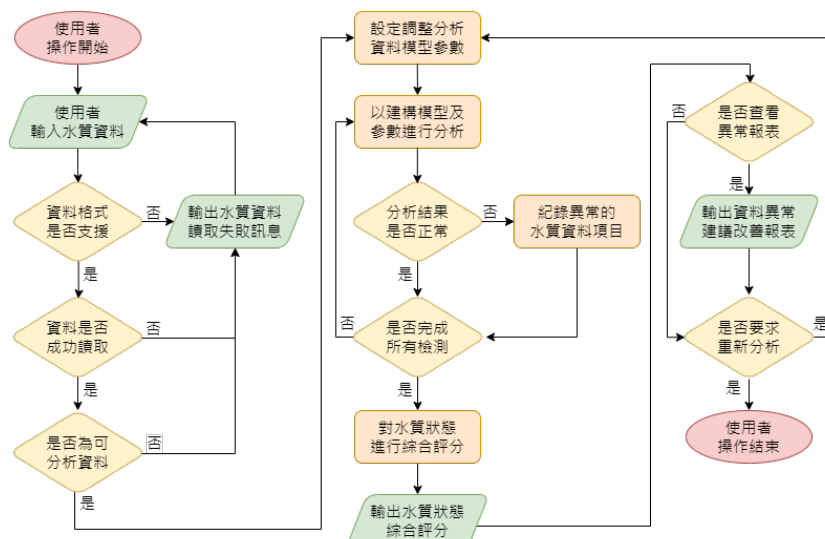 使用者
操作開始
使用者
輸入水質資料
資料格式
是否支援
否
輸出水質資料
讀取失敗訊息
是
資料是否
成功讀取
否
是
是否為可
分析資料
否
是
設定調整分析
資料模型參數
以建構模型及
參數進行分析
分析結果
是否正常
否
紀錄異常的
水質資料項目
是
是否完成
所有檢測
否
是
對水質狀態
進行綜合評分
輸出水質狀態
綜合評分
是否查看
異常報表
否
是
輸出資料異常
建議改善報表
是否要求
重新分析
是
是
使用者
操作結束